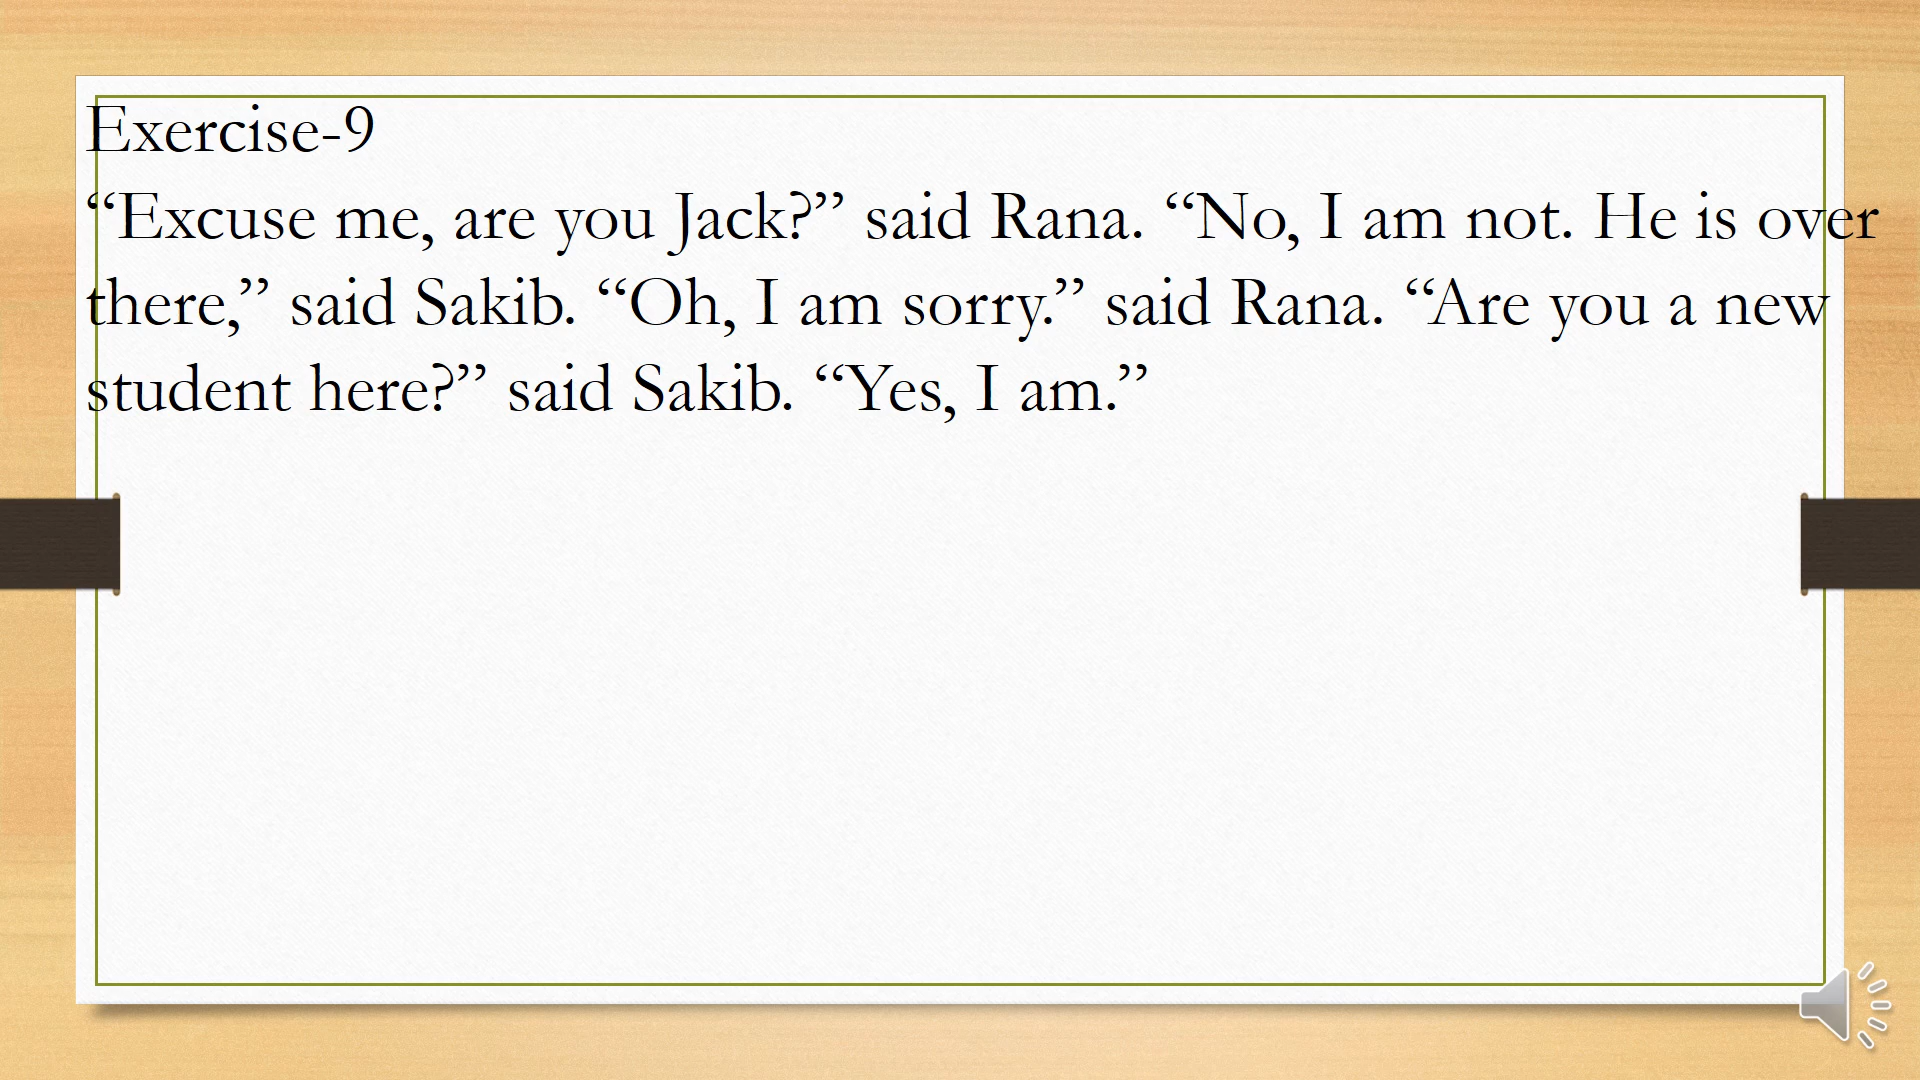 Exercise-9
“Excuse me, are you Jack?” said Rana. “No, I am not. He is over
there,” said Sakib. “Oh, I am sorry.” said Rana. “Are you a new
student here?” said Sakib. “Yes, I am.”